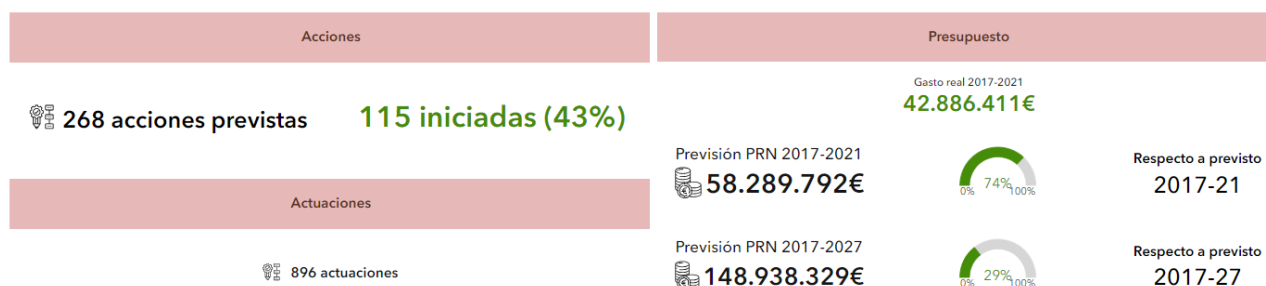 Acciones
268 acciones previstas
115 iniciadas (43%)
Actuaciones
896 actuaciones
Presupuesto
Gasto real 2017-2021
42.886.411€
Previsión PRN 2017-2021
58.289.792€
74%
0%
100%
Respecto a previsto
2017-21
Previsión PRN 2017-2027
148.938.329€
29%
0%
100%
Respecto a previsto
2017-27